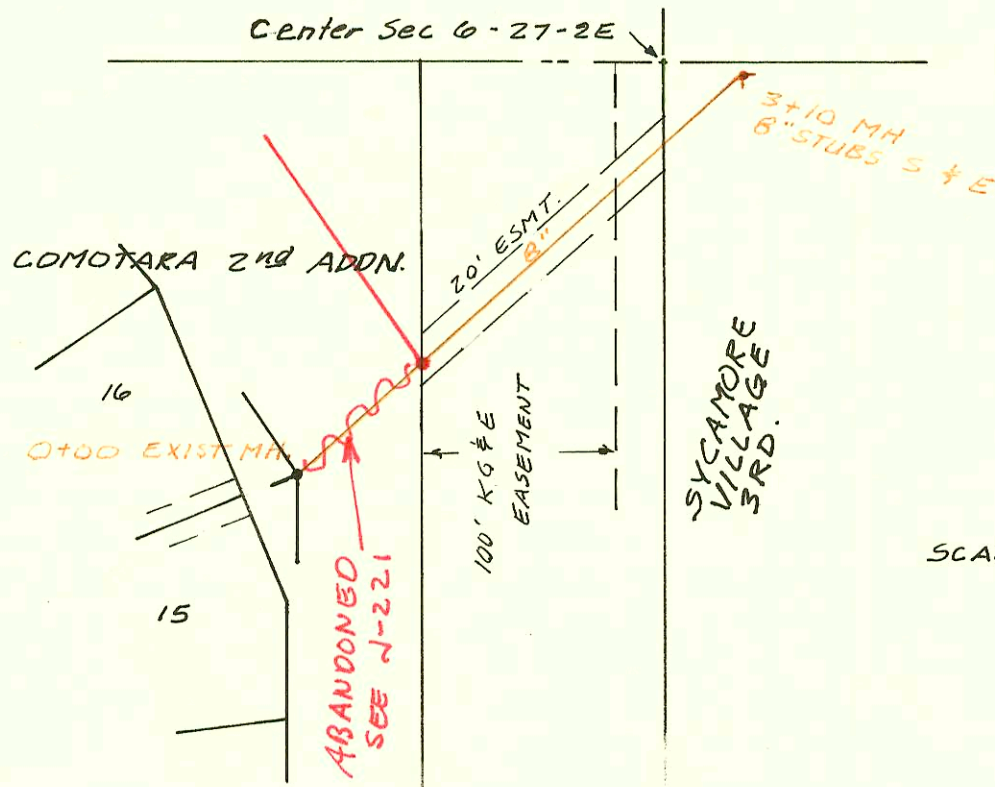 Center Sec 6-27-2E
3+10 MH
8" STUBS S & E
20' ESMT.
8"
COMOTARA 2nd ADDN.
16
0+00 EXIST MH.
100' KG & E
EASEMENT
SYCAMORE
VILLAGE
3RD.
SCA
15
ABANDONED
SEE J-221